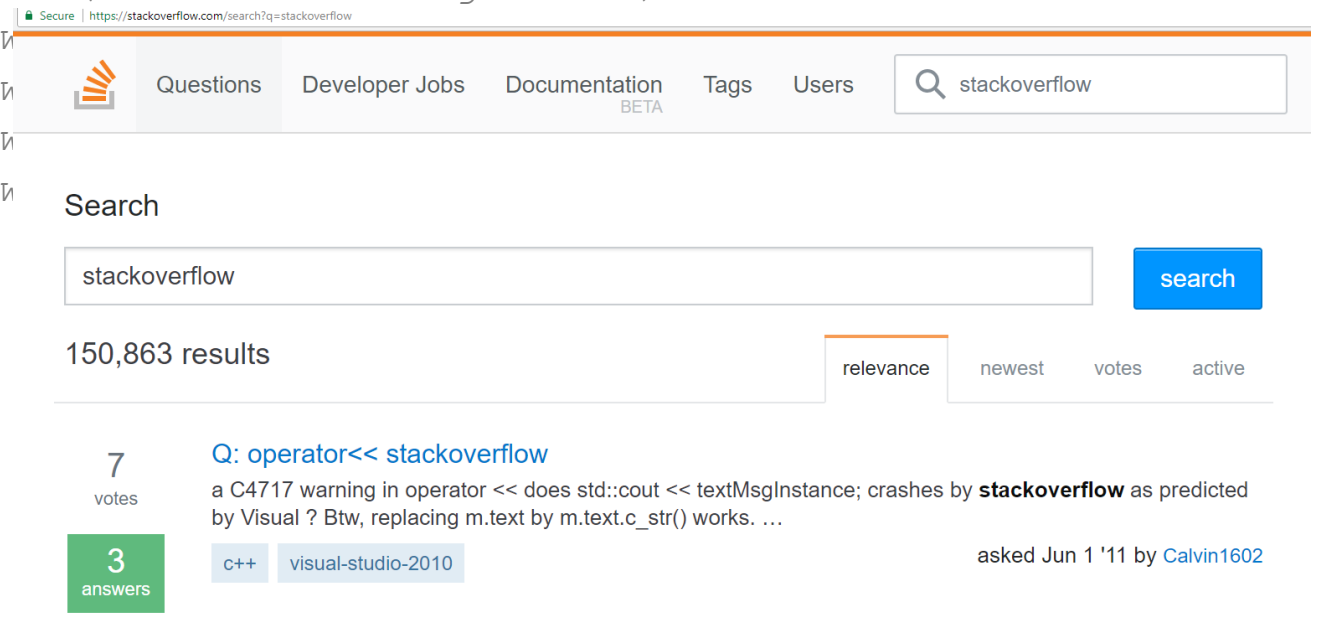 Secure | https://stackoverflow.com/search?q=stackoverflow
Questions Developer Jobs Documentation BETA Tags Users stackoverflow
Search
stackoverflow search
150,863 results relevance newest votes active
7 votes
Q: operator<< stackoverflow
a C4717 warning in operator << does std::cout << textMsgInstance; crashes by stackoverflow as predicted
by Visual ? Btw, replacing m.text by m.text.c_str() works. …
3 answers
c++ visual-studio-2010 asked Jun 1 '11 by Calvin1602